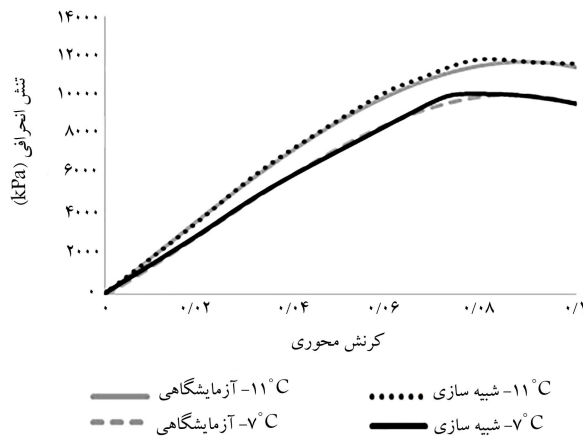 ۱۴۰۰۰
۱۲۰۰۰
۱۰۰۰۰
۸۰۰۰
۶۰۰۰
۴۰۰۰
۲۰۰۰
۰
تنش انحرافی
(kPa)
۰ ۰/۰۲ ۰/۰۴ ۰/۰۶ ۰/۰۸ ۰/۱
کرنش محوری
-۱۱°C آزمایشگاهی
-۱۱°C شبیه سازی
-۷°C آزمایشگاهی
-۷°C شبیه سازی